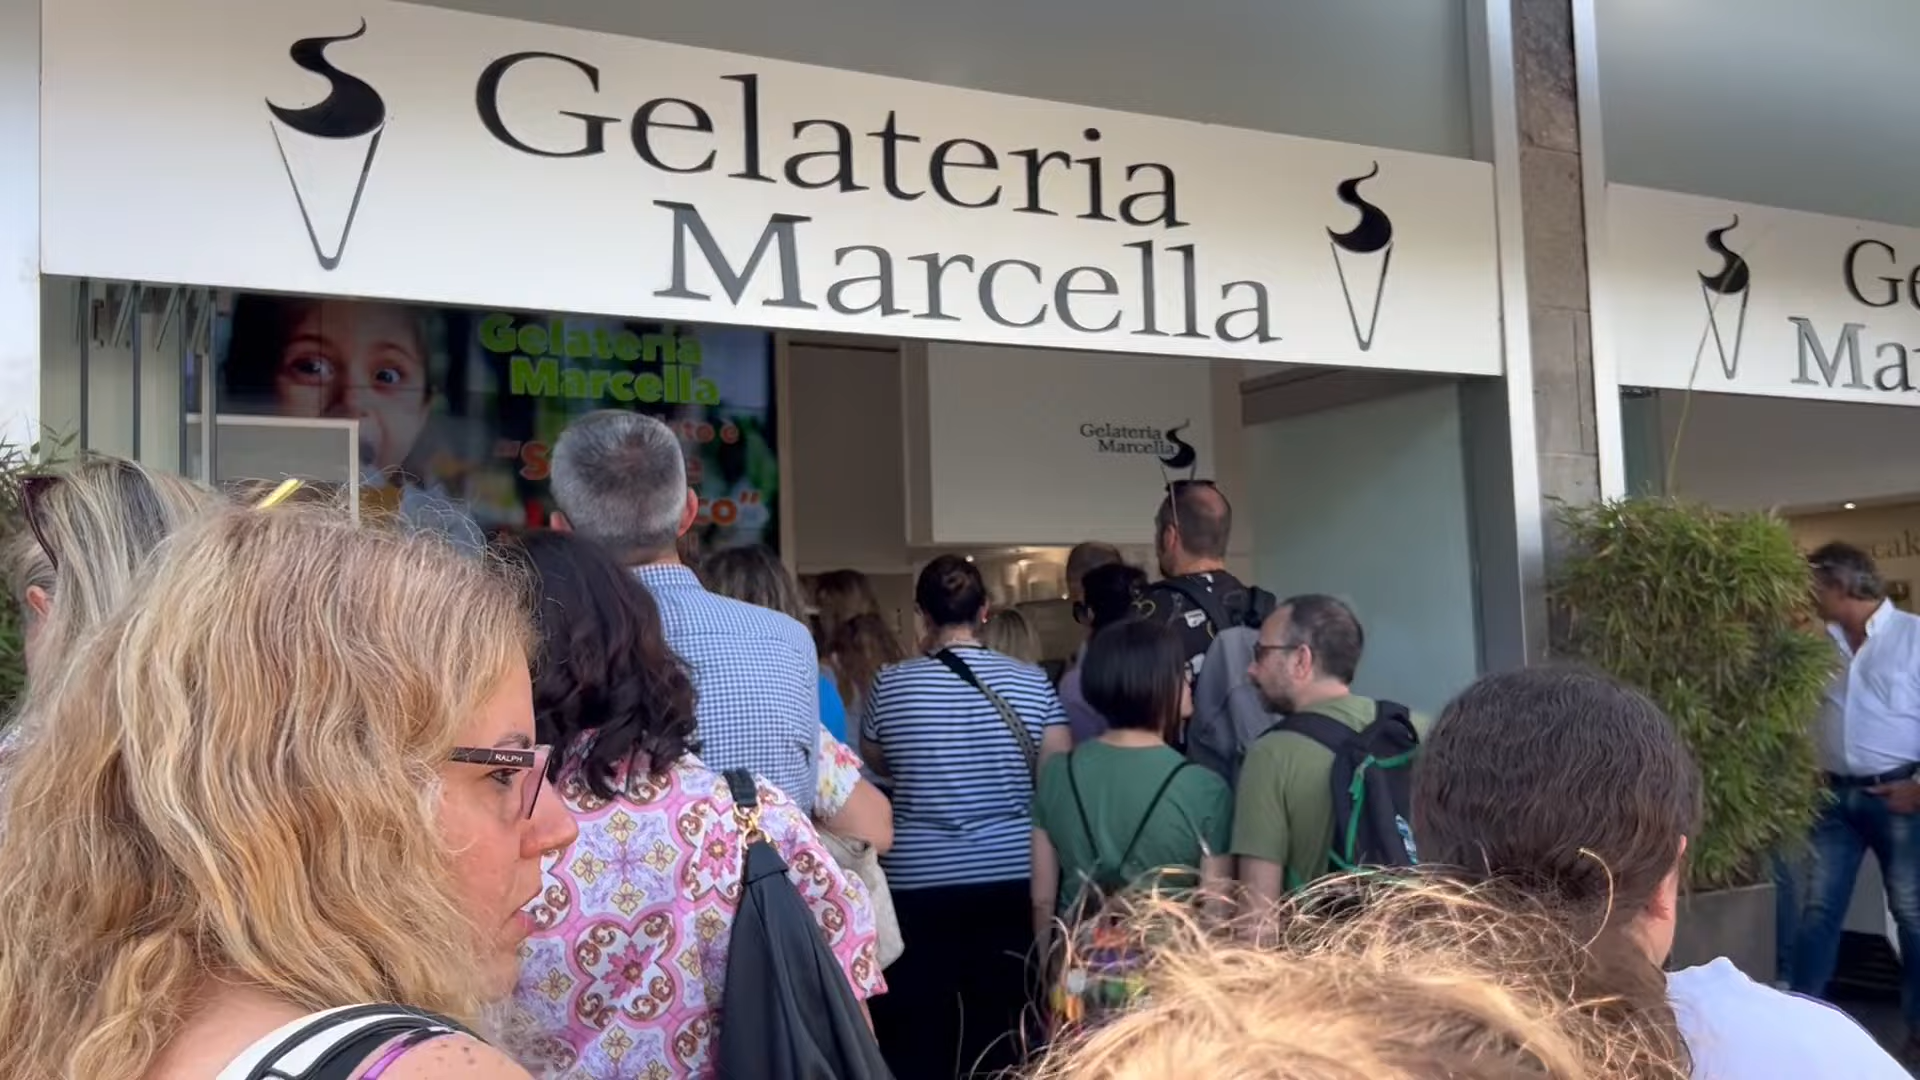 Gelateria
Marcella
Ge
Ma
Gelateria
Marcella
Gelateria
Marcella
RALPH